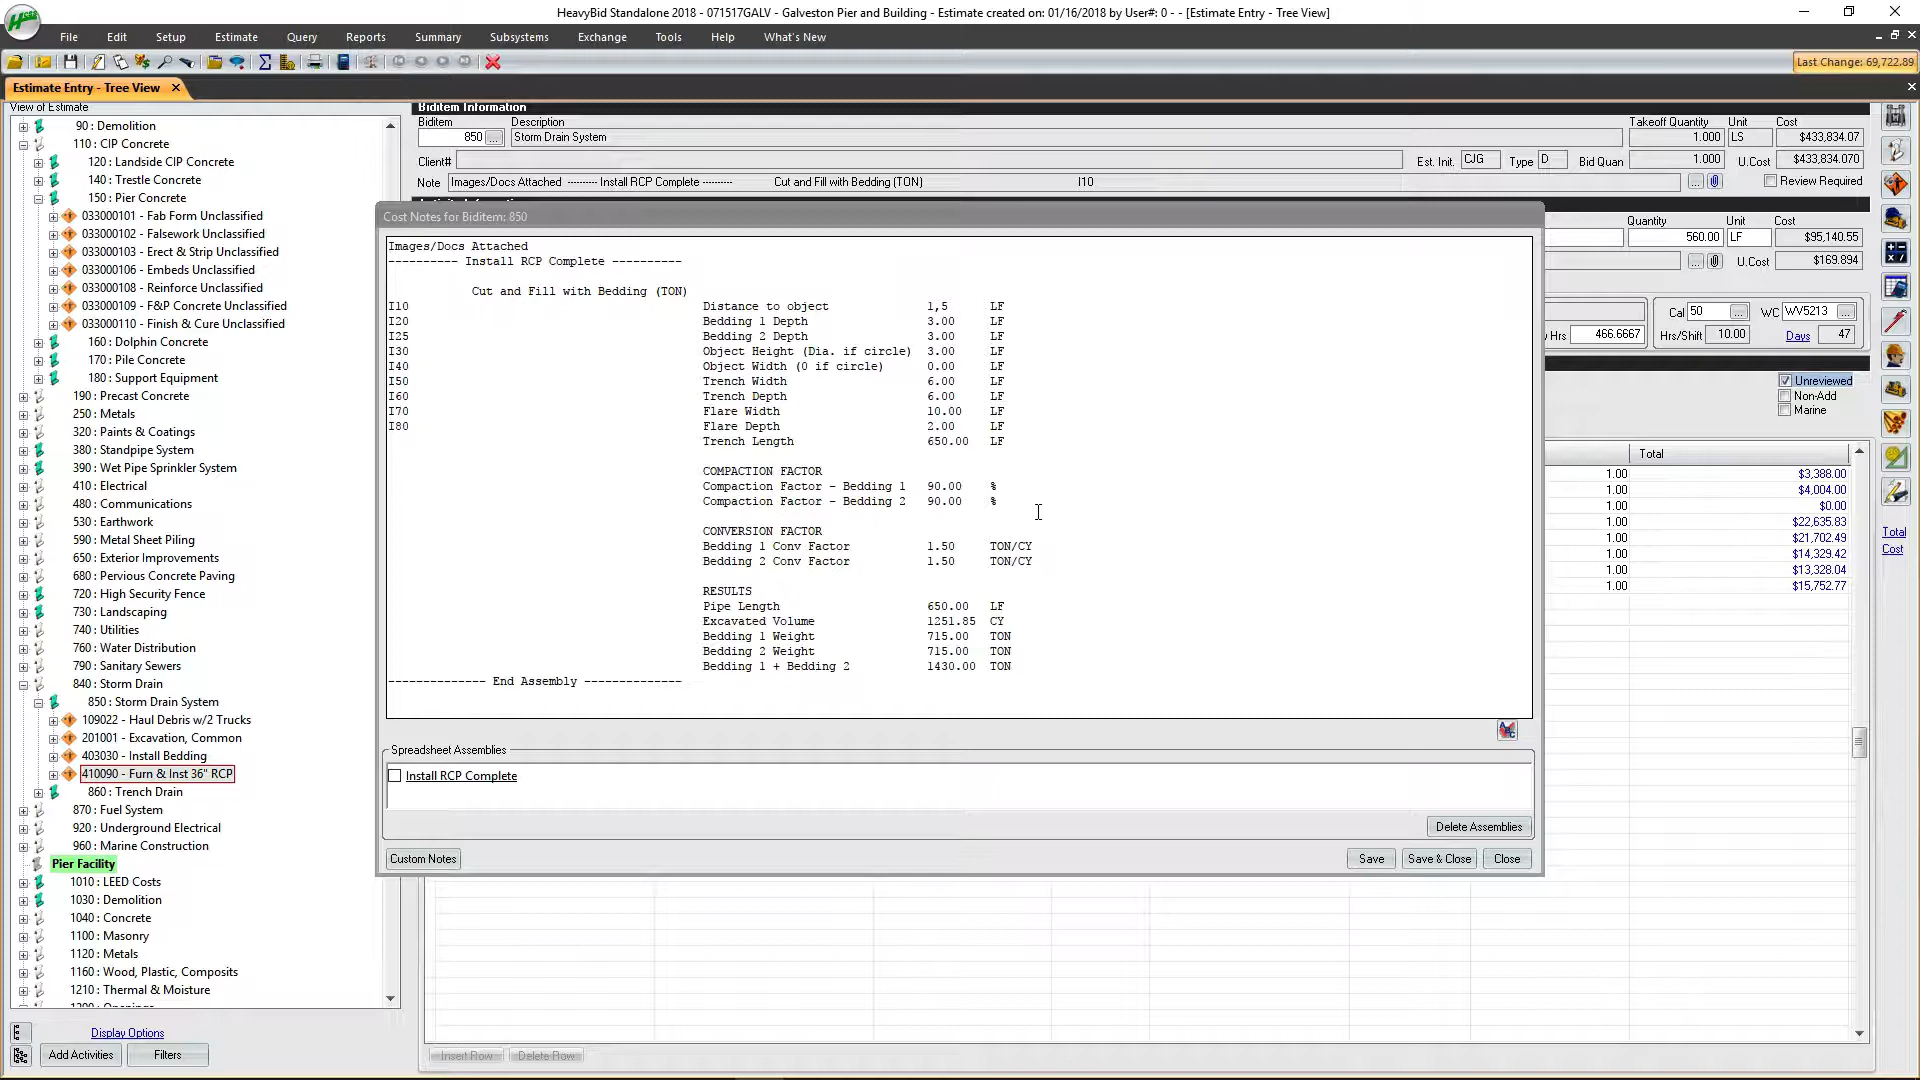 HeavyBid Standalone 2018 - 071517GALV - Galveston Pier and Building - Estimate created on: 01/16/2018 by User#: 0 - - [Estimate Entry - Tree View]
File Edit Setup Estimate Query Reports Summary Subsystems Exchange Tools Help What's New
Last Change: 69,722.89
Estimate Entry - Tree View
View of Estimate
90 : Demolition
110 : CIP Concrete
120 : Landside CIP Concrete
140 : Trestle Concrete
150 : Pier Concrete
033000101 - Fab Form Unclassified
033000102 - Falsework Unclassified
033000103 - Erect & Strip Unclassified
033000106 - Embeds Unclassified
033000108 - Reinforce Unclassified
033000109 - F&P Concrete Unclassified
033000110 - Finish & Cure Unclassified
160 : Dolphin Concrete
170 : Pile Concrete
180 : Support Equipment
190 : Precast Concrete
250 : Metals
320 : Paints & Coatings
380 : Standpipe System
390 : Wet Pipe Sprinkler System
410 : Electrical
480 : Communications
530 : Earthwork
590 : Metal Sheet Piling
650 : Exterior Improvements
680 : Pervious Concrete Paving
720 : High Security Fence
730 : Landscaping
740 : Utilities
760 : Water Distribution
790 : Sanitary Sewers
840 : Storm Drain
850 : Storm Drain System
109022 - Haul Debris w/2 Trucks
201001 - Excavation, Common
403030 - Install Bedding
410090 - Furn & Inst 36" RCP
860 : Trench Drain
870 : Fuel System
920 : Underground Electrical
960 : Marine Construction
Pier Facility
1010 : LEED Costs
1030 : Demolition
1040 : Concrete
1100 : Masonry
1120 : Metals
1160 : Wood, Plastic, Composits
1210 : Thermal & Moisture
Display Options
Add Activities Filters
Biditem Information
Biditem Description Takeoff Quantity Unit Cost
850 ... Storm Drain System 1.000 LS $433,834.07
Client# Est. Init. CJG Type D Bid Quan 1.000 U.Cost $433,834.070
Note Images/Docs Attached ---------- Install RCP Complete ---------- Cut and Fill with Bedding (TON) I10 ... Review Required
Quantity Unit Cost
560.00 LF $95,140.55
... U.Cost $169.894
Cal 50 ... WC WV5213 ...
Hrs 466.6667 Hrs/Shift 10.00 Days 47
Unreviewed
Non-Add
Marine
Total
1.00 $3,388.00
1.00 $4,004.00
1.00 $0.00
1.00 $22,635.83
1.00 $21,702.49
1.00 $14,329.42
1.00 $13,328.04
1.00 $15,752.77
Total
Cost
Insert Row Delete Row
Cost Notes for Biditem: 850
Images/Docs Attached
---------- Install RCP Complete ----------
Cut and Fill with Bedding (TON)
I10 Distance to object 1,5 LF
I20 Bedding 1 Depth 3.00 LF
I25 Bedding 2 Depth 3.00 LF
I30 Object Height (Dia. if circle) 3.00 LF
I40 Object Width (0 if circle) 0.00 LF
I50 Trench Width 6.00 LF
I60 Trench Depth 6.00 LF
I70 Flare Width 10.00 LF
I80 Flare Depth 2.00 LF
Trench Length 650.00 LF
COMPACTION FACTOR
Compaction Factor - Bedding 1 90.00 %
Compaction Factor - Bedding 2 90.00 %
CONVERSION FACTOR
Bedding 1 Conv Factor 1.50 TON/CY
Bedding 2 Conv Factor 1.50 TON/CY
RESULTS
Pipe Length 650.00 LF
Excavated Volume 1251.85 CY
Bedding 1 Weight 715.00 TON
Bedding 2 Weight 715.00 TON
Bedding 1 + Bedding 2 1430.00 TON
-------------- End Assembly --------------
Spreadsheet Assemblies
Install RCP Complete
Delete Assemblies
Custom Notes Save Save & Close Close